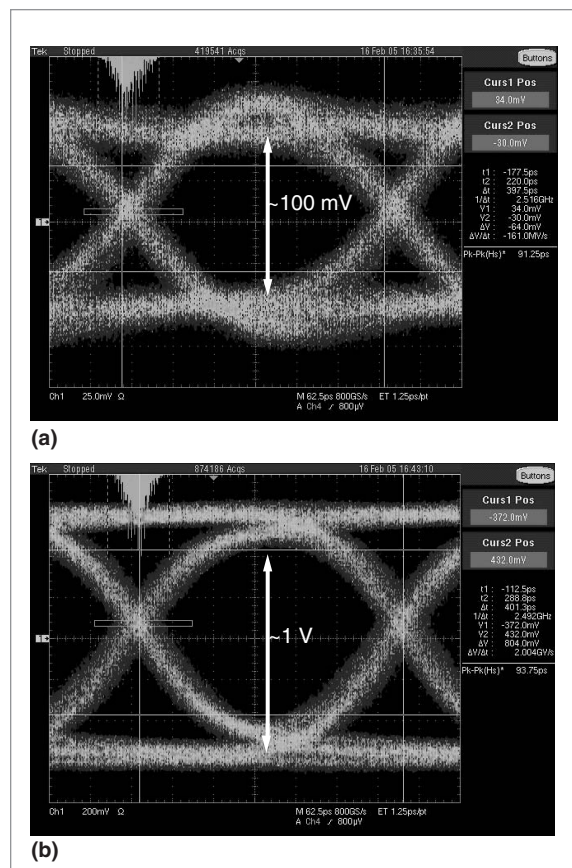 Tek Stopped 419541 Acqs 16 Feb 05 16:35:54
Buttons
Curs1 Pos
34.0mV
Curs2 Pos
-30.0mV
t1: -177.5ps
t2: 220.0ps
Δt: 397.5ps
1/Δt: 2.516GHz
Y1: 34.0mV
Y2: -30.0mV
ΔV: -64.0mV
ΔV/Δt: -161.0MV/s
Pk-Pk(Hs)* 91.25ps
~100 mV
1
Ch1 25.0mV Ω M 62.5ps 800GS/s ET 1.25ps/pt
A Ch4 / 800µV
(a)
Tek Stopped 874186 Acqs 16 Feb 05 16:43:10
Buttons
Curs1 Pos
-372.0mV
Curs2 Pos
432.0mV
t1: -112.5ps
t2: 288.8ps
Δt: 401.3ps
1/Δt: 2.492GHz
Y1: -372.0mV
Y2: 432.0mV
ΔV: 804.0mV
ΔV/Δt: 2.004GV/s
Pk-Pk(Hs)* 93.75ps
~1 V
1
Ch1 200mV Ω M 62.5ps 800GS/s ET 1.25ps/pt
A Ch4 / 800µV
(b)